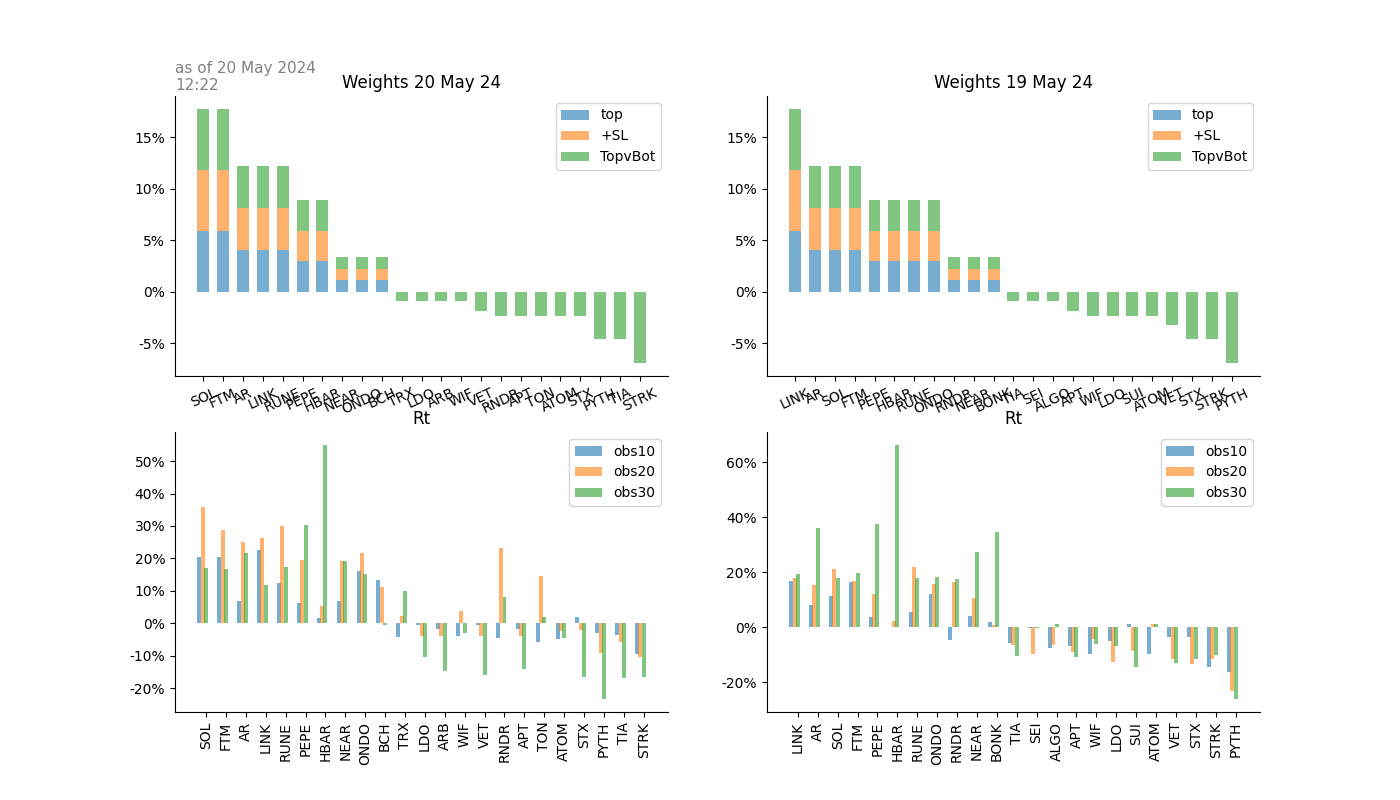 as of 20 May 2024
12:22
Weights 20 May 24
15%
10%
5%
0%
-5%
top
+SL
TopvBot
SOL FTM AR LINK RUNE PEPE HBAR NEAR ONDO BCH TRX LDO ARB WIF VET RNDR APT TON ATOM STX PYTH TIA STRK
Weights 19 May 24
15%
10%
5%
0%
-5%
top
+SL
TopvBot
LINK AR SOL FTM PEPE HBAR RUNE ONDO RNDR NEAR BONK TIA SEI ALGO APT WIF LDO SUI ATOM VET STX STRK PYTH
Rt
50%
40%
30%
20%
10%
0%
-10%
-20%
obs10
obs20
obs30
SOL FTM AR LINK RUNE PEPE HBAR NEAR ONDO BCH TRX LDO ARB WIF VET RNDR APT TON ATOM STX PYTH TIA STRK
Rt
60%
40%
20%
0%
-20%
obs10
obs20
obs30
LINK AR SOL FTM PEPE HBAR RUNE ONDO RNDR NEAR BONK TIA SEI ALGO APT WIF LDO SUI ATOM VET STX STRK PYTH